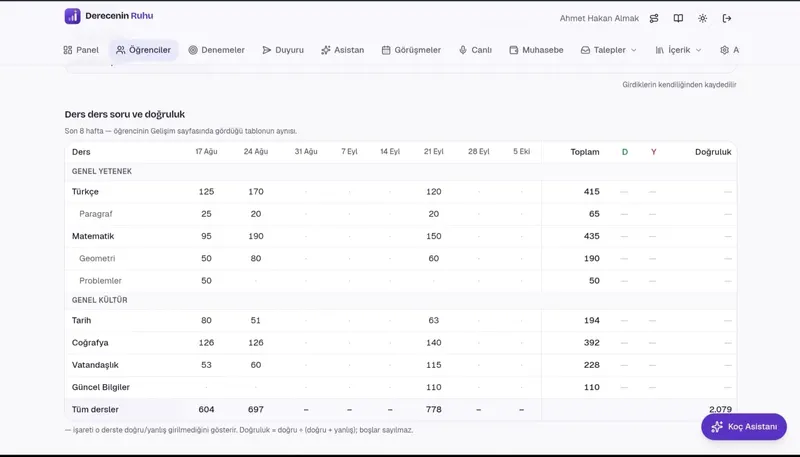 Derecenin Ruhu
Ahmet Hakan Almak
Panel Öğrenciler Denemeler Duyuru Asistan Görüşmeler Canlı Muhasebe Talepler İçerik A
Girdiklerin kendiliğinden kaydedilir
Ders ders soru ve doğruluk
Son 8 hafta — öğrencinin Gelişim sayfasında gördüğü tablonun aynısı.
Ders 17 Ağu 24 Ağu 31 Ağu 7 Eyl 14 Eyl 21 Eyl 28 Eyl 5 Eki Toplam D Y Doğruluk
GENEL YETENEK
Türkçe 125 170 · · · 120 · · 415 — — —
Paragraf 25 20 · · · 20 · · 65 — — —
Matematik 95 190 · · · 150 · · 435 — — —
Geometri 50 80 · · · 60 · · 190 — — —
Problemler 50 · · · · · · · 50 — — —
GENEL KÜLTÜR
Tarih 80 51 · · · 63 · · 194 — — —
Coğrafya 126 126 · · · 140 · · 392 — — —
Vatandaşlık 53 60 · · · 115 · · 228 — — —
Güncel Bilgiler · · · · · 110 · · 110 — — —
Tüm dersler 604 697 – – – 778 – – 2.079
— işareti o derste doğru/yanlış girilmediğini gösterir. Doğruluk = doğru ÷ (doğru + yanlış); boşlar sayılmaz.
Koç Asistanı